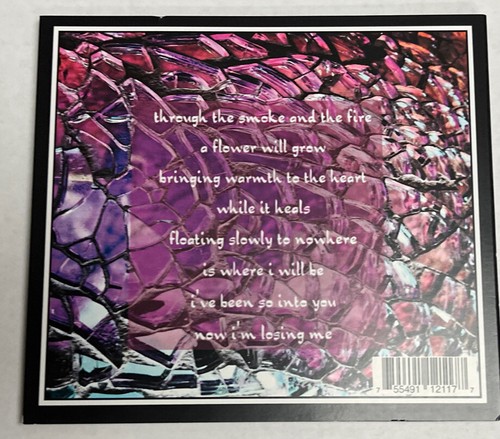 through the smoke and the fire
a flower will grow
bringing warmth to the heart
while it heals
floating slowly to nowhere
is where i will be
i've been so into you
now i'm losing me
7 55491 12117 7